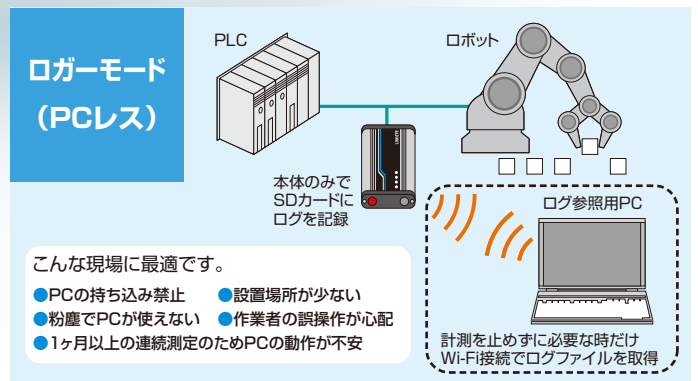 ロガーモード
（PCレス）
PLC
ロボット
本体のみで
SDカードに
ログを記録
ログ参照用PC
計測を止めずに必要な時だけ
Wi-Fi接続でログファイルを取得
こんな現場に最適です。
●PCの持ち込み禁止 ●設置場所が少ない
●粉塵でPCが使えない ●作業者の誤操作が心配
●1ヶ月以上の連続測定のためPCの動作が不安